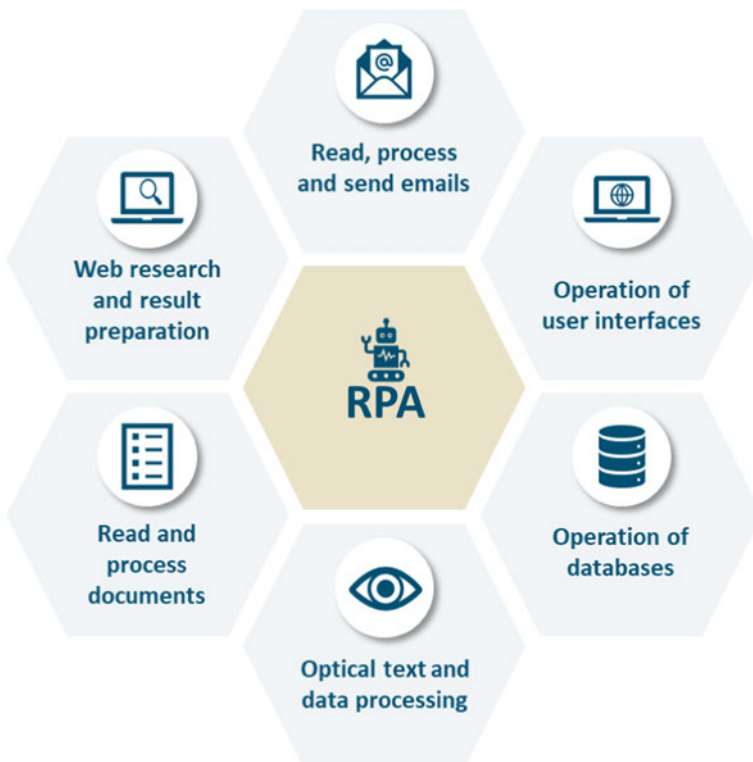 Read, process
and send emails
Web research
and result
preparation
Operation of
user interfaces
RPA
Read and
process
documents
Operation of
databases
Optical text and
data processing